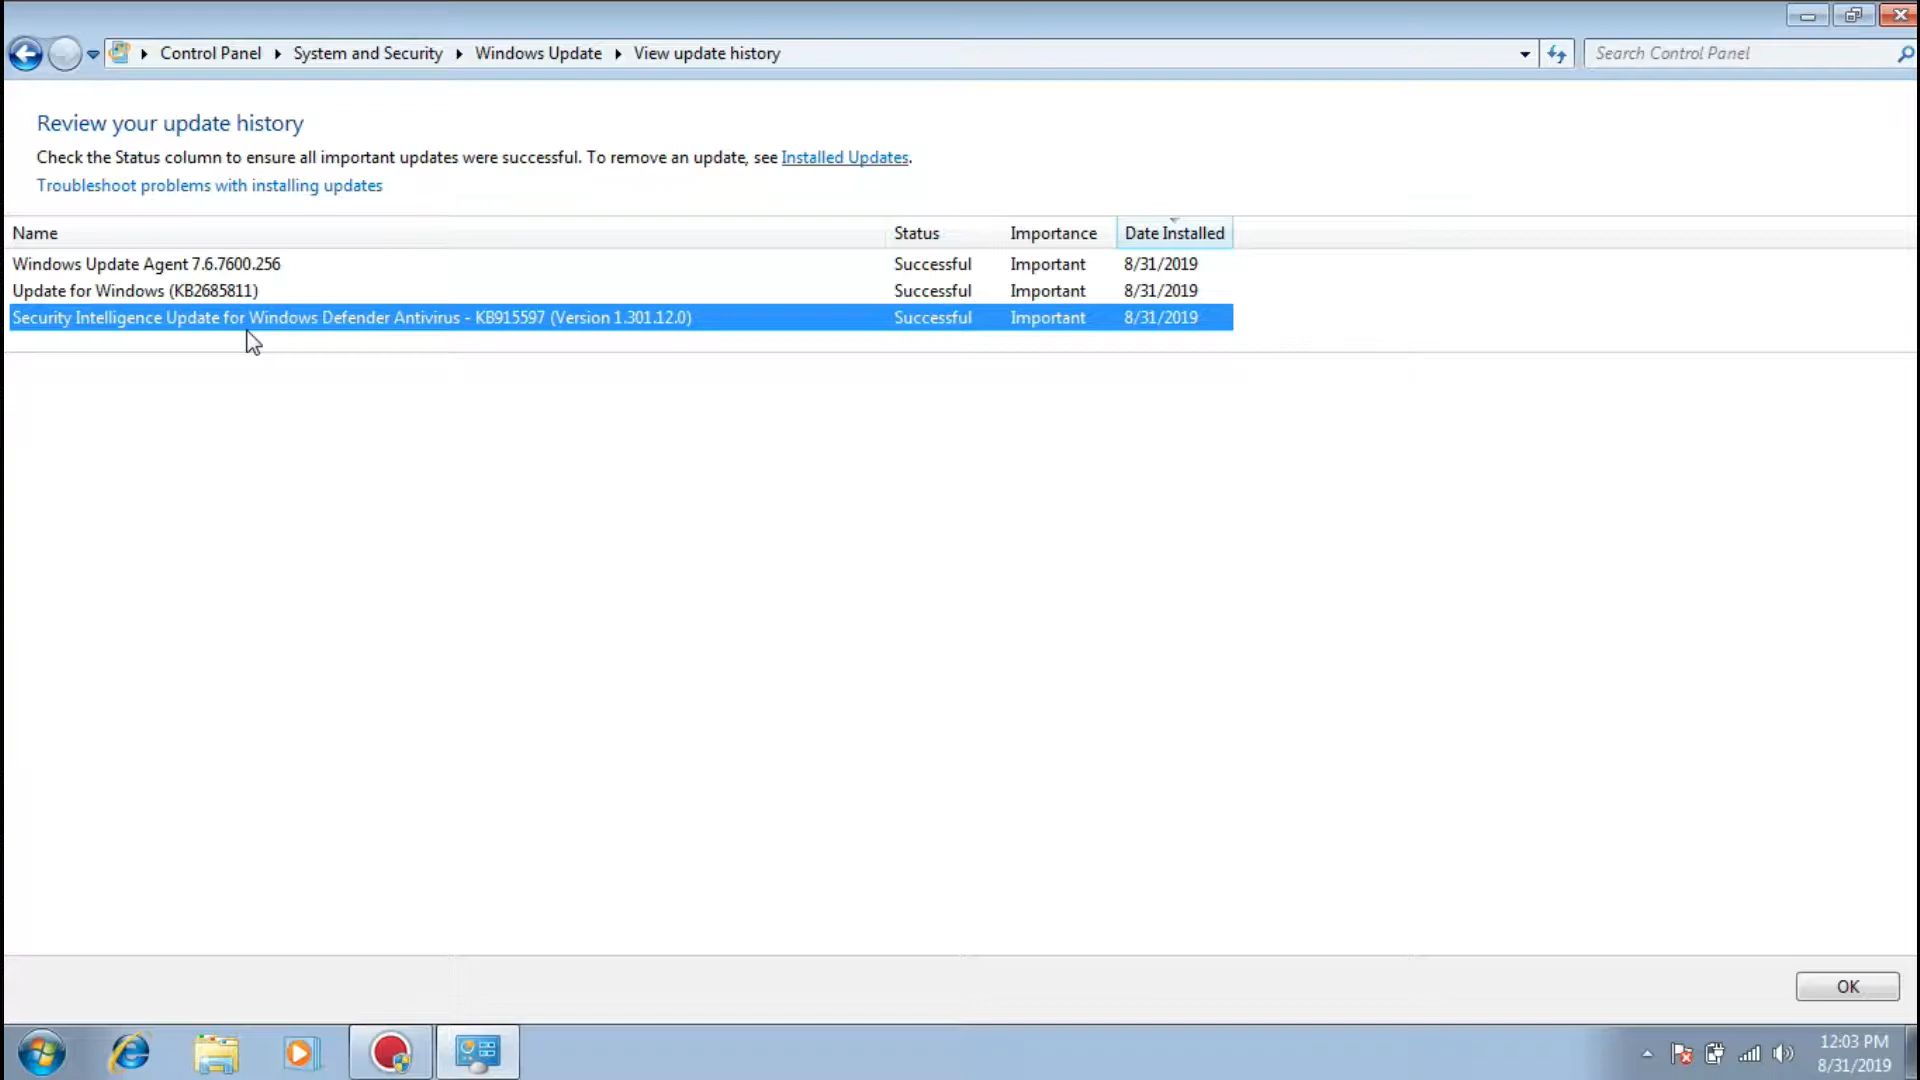 Control Panel System and Security Windows Update View update history Search Control Panel
Review your update history
Check the Status column to ensure all important updates were successful. To remove an update, see Installed Updates.
Troubleshoot problems with installing updates
Name Status Importance Date Installed
Windows Update Agent 7.6.7600.256 Successful Important 8/31/2019
Update for Windows (KB2685811) Successful Important 8/31/2019
Security Intelligence Update for Windows Defender Antivirus - KB915597 (Version 1.301.12.0) Successful Important 8/31/2019
OK
12:03 PM
8/31/2019